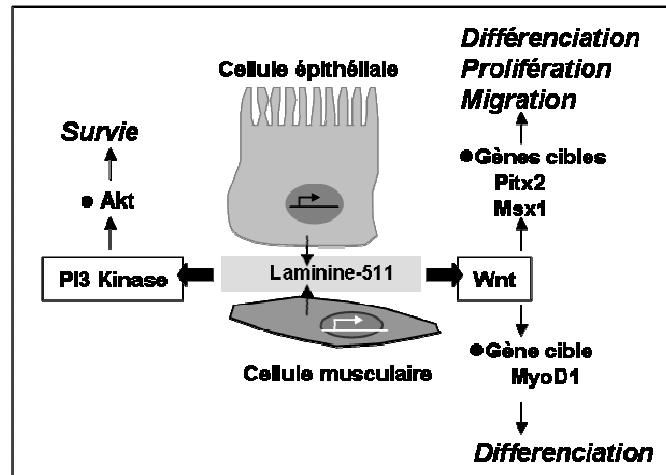 Différenciation
Prolifération
Migration
Cellule épithéliale
Survie
Gènes cibles
Pitx2
Msx1
Akt
PI3 Kinase
Laminine-511
Wnt
Gène cible
MyoD1
Cellule musculaire
Differenciation